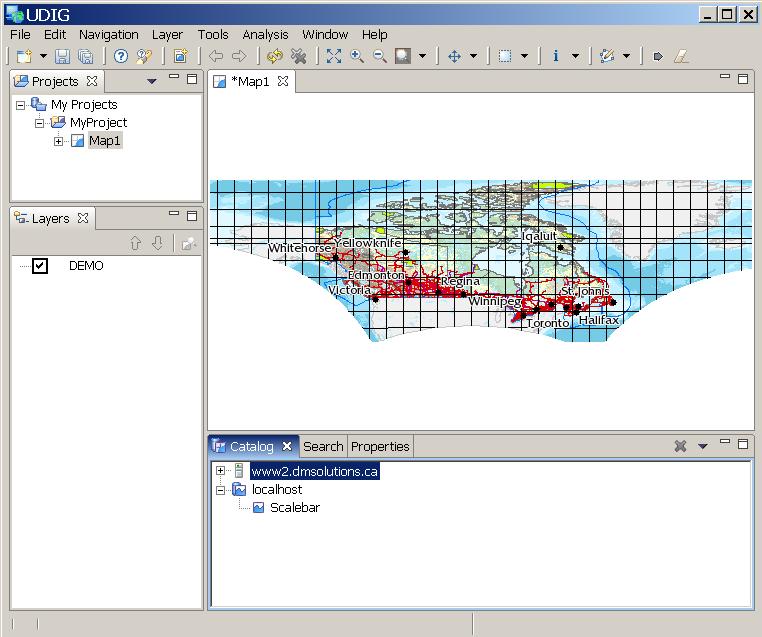 UDIG
File Edit Navigation Layer Tools Analysis Window Help
Projects
My Projects
MyProject
Map1
Layers
DEMO
*Map1
Whitehorse
Yellowknife
Iqaluit
Edmonton
Regina
Victoria
Winnipeg
St. John's
Toronto
Halifax
Catalog Search Properties
www2.dmsolutions.ca
localhost
Scalebar